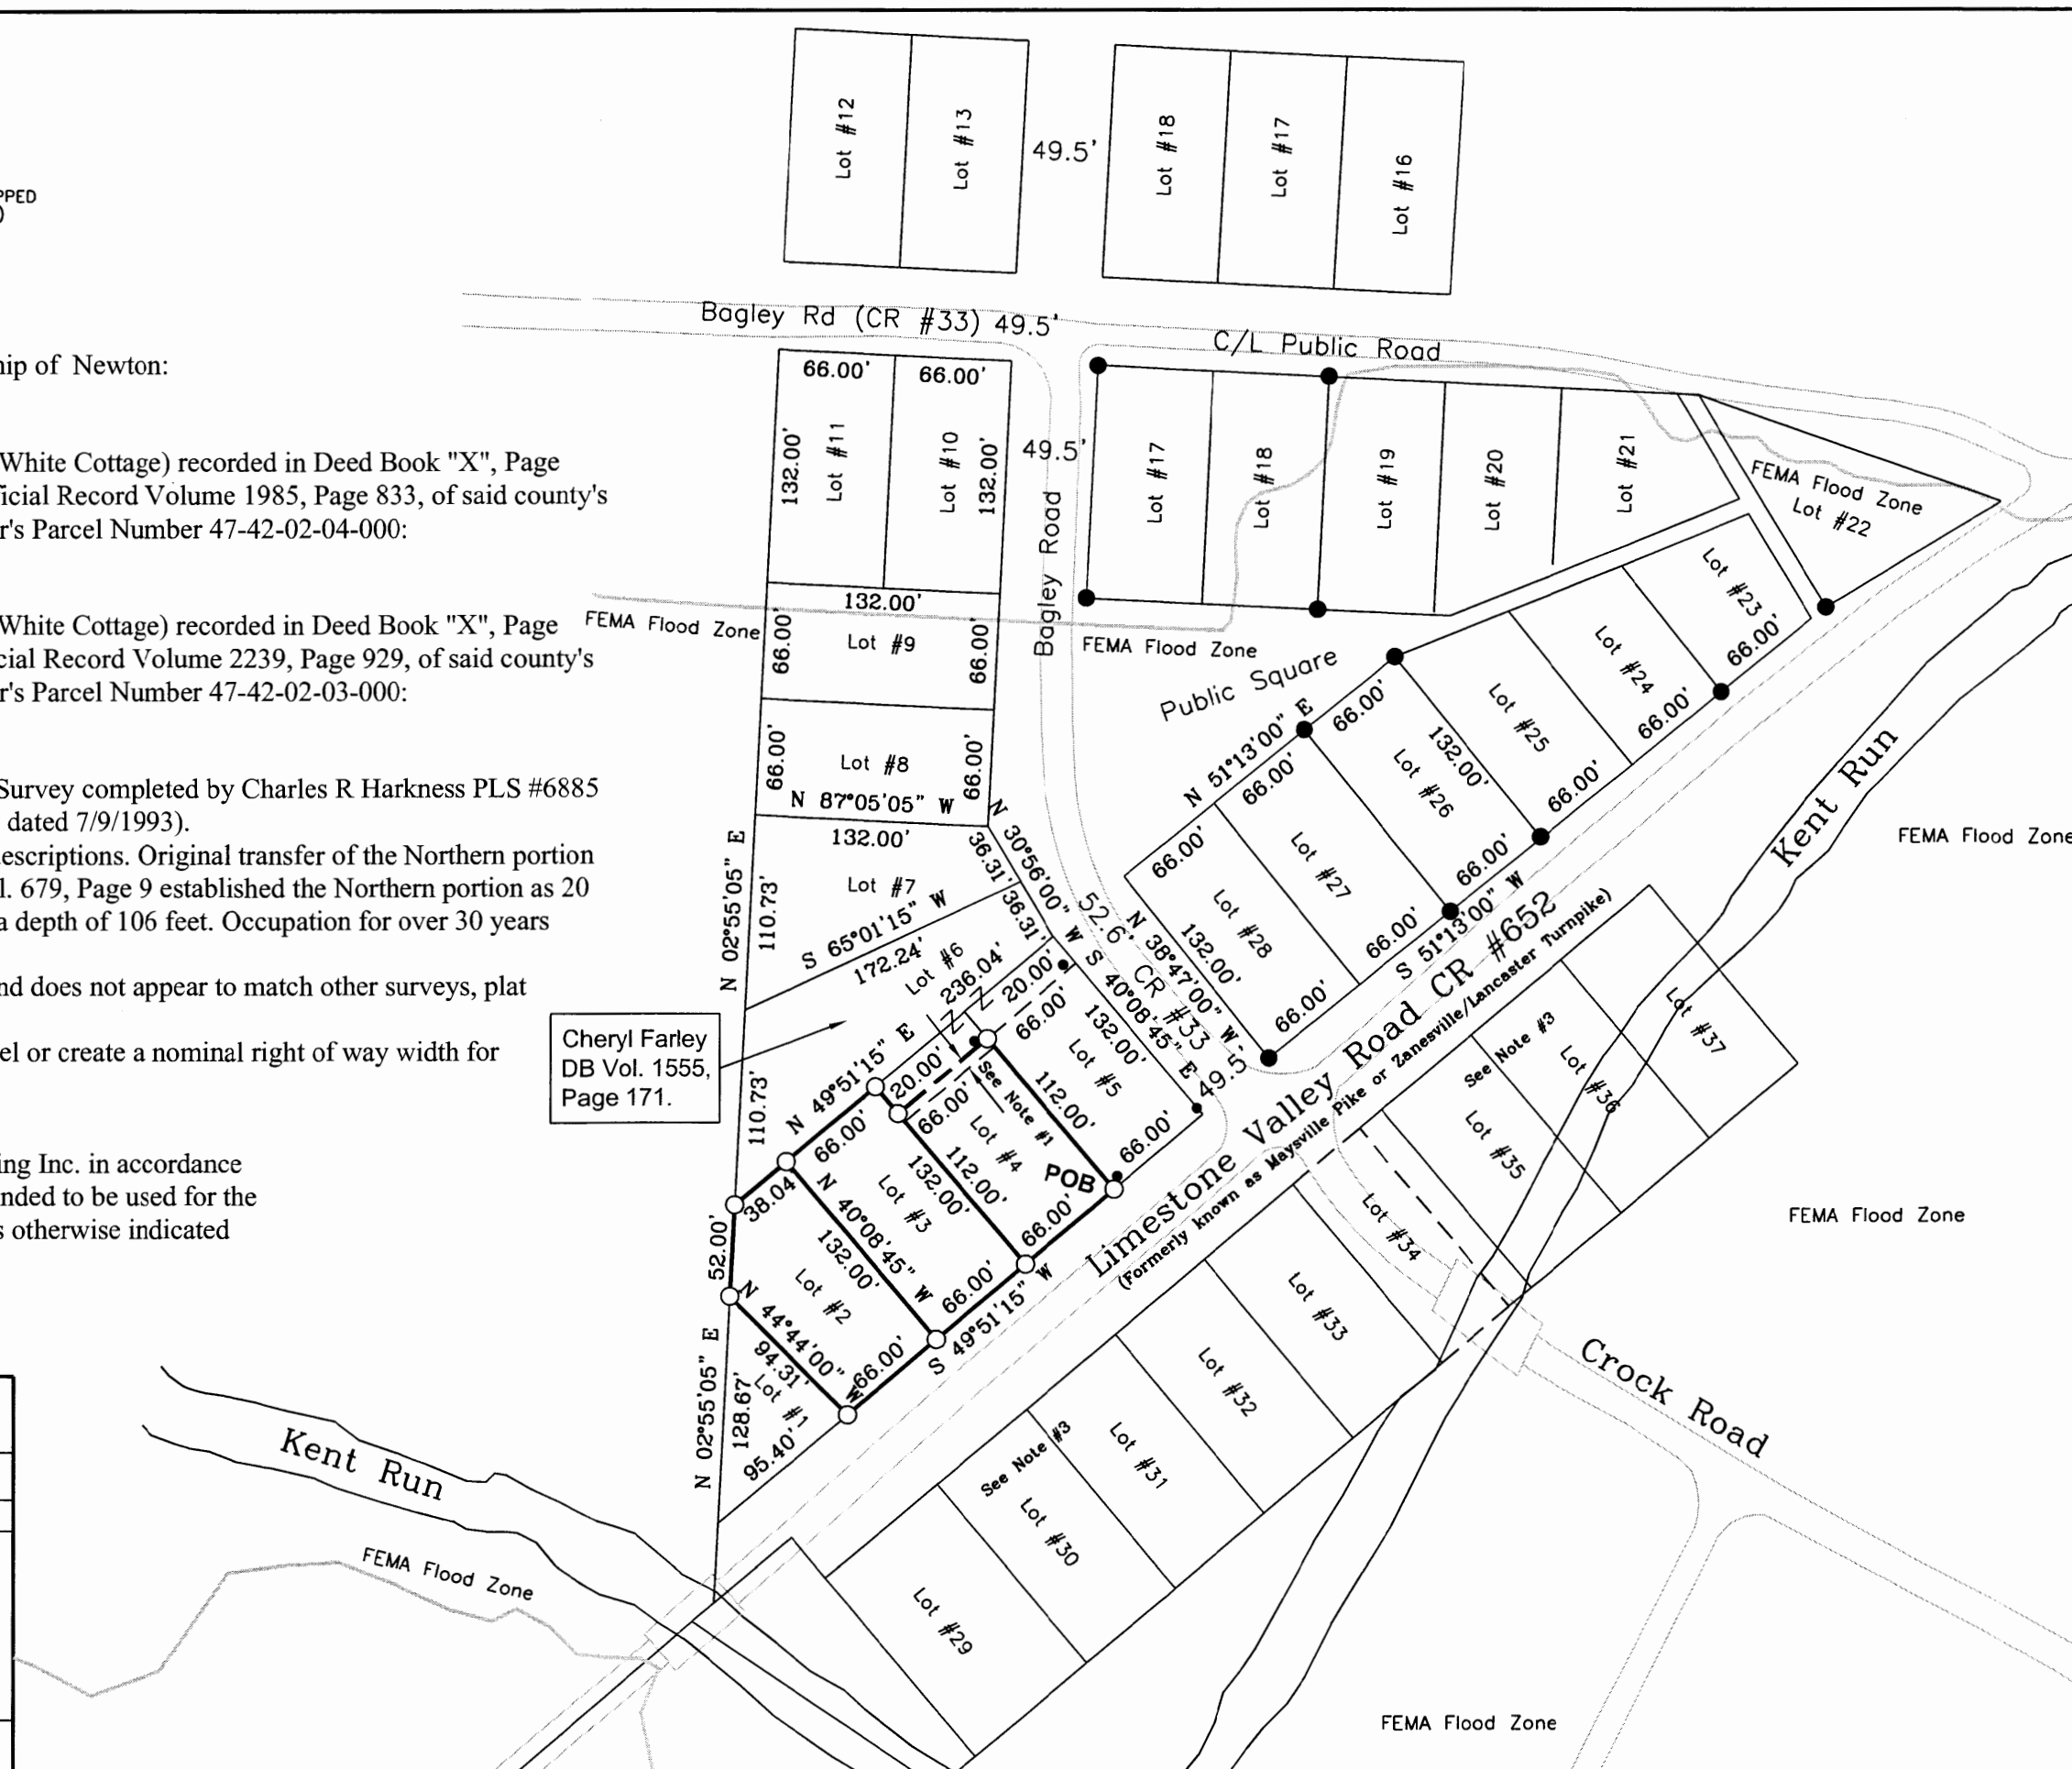 PPED
)
ip of Newton:
White Cottage) recorded in Deed Book "X", Page
icial Record Volume 1985, Page 833, of said county's
r's Parcel Number 47-42-02-04-000:
White Cottage) recorded in Deed Book "X", Page
cial Record Volume 2239, Page 929, of said county's
r's Parcel Number 47-42-02-03-000:
Survey completed by Charles R Harkness PLS #6885
dated 7/9/1993).
escriptions. Original transfer of the Northern portion
l. 679, Page 9 established the Northern portion as 20
a depth of 106 feet. Occupation for over 30 years
nd does not appear to match other surveys, plat
el or create a nominal right of way width for
ing Inc. in accordance
nded to be used for the
s otherwise indicated
Lot #12
Lot #13
49.5'
Lot #18
Lot #17
Lot #16
Bagley Rd (CR #33) 49.5'
C/L Public Road
66.00'
66.00'
132.00'
Lot #11
Lot #10
132.00'
49.5'
Bagley Road
Lot #17
Lot #18
Lot #19
Lot #20
Lot #21
FEMA Flood Zone
Lot #22
132.00'
FEMA Flood Zone
66.00'
Lot #9
66.00'
FEMA Flood Zone
Public Square
Lot #23
66.00'
Lot #24
66.00'
Lot #25
66.00'
66.00'
132.00'
Lot #26
66.00'
N 51°13'00" E
66.00'
Lot #27
66.00'
66.00'
Lot #28
66.00'
S 51°13'00" W
N 38°47'00" W
132.00'
66.00'
Lot #8
66.00'
N 87°05'05" W
132.00'
Lot #7
N 02°55'05" E
110.73'
36.31'
N 30°56'00" W
36.31'
S 65°01'15" W
172.24'
Lot #6
236.04'
52.6'
CR #33
49.5'
S 40°08'45" E
132.00'
20.00'
66.00'
Lot #5
112.00'
66.00'
See Note #1
Cheryl Farley
DB Vol. 1555,
Page 171.
110.73'
N 49°51'15" E
20.00'
66.00'
Lot #4
112.00'
POB
66.00'
66.00'
Lot #3
132.00'
N 40°08'45" W
66.00'
S 49°51'15" W
38.04'
132.00'
Lot #2
66.00'
52.00'
N 44°44'00" W
94.31'
Lot #1
N 02°55'05" E
128.67'
95.40'
Limestone Valley Road CR #652
(Formerly known as Maysville Pike or Zanesville/Lancaster Turnpike)
Kent Run
FEMA Flood Zone
Lot #37
See Note #3
Lot #36
Lot #35
Lot #34
FEMA Flood Zone
Lot #33
Lot #32
Lot #31
See Note #3
Lot #30
Lot #29
Crock Road
Kent Run
FEMA Flood Zone
FEMA Flood Zone